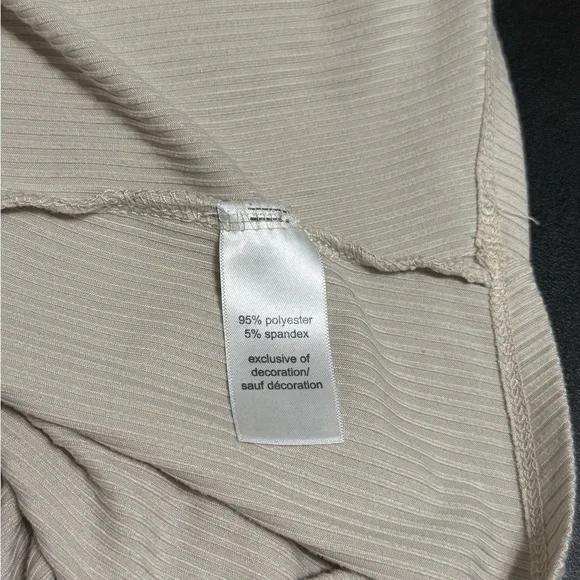 95% polyester
5% spandex
exclusive of
decoration/
sauf décoration